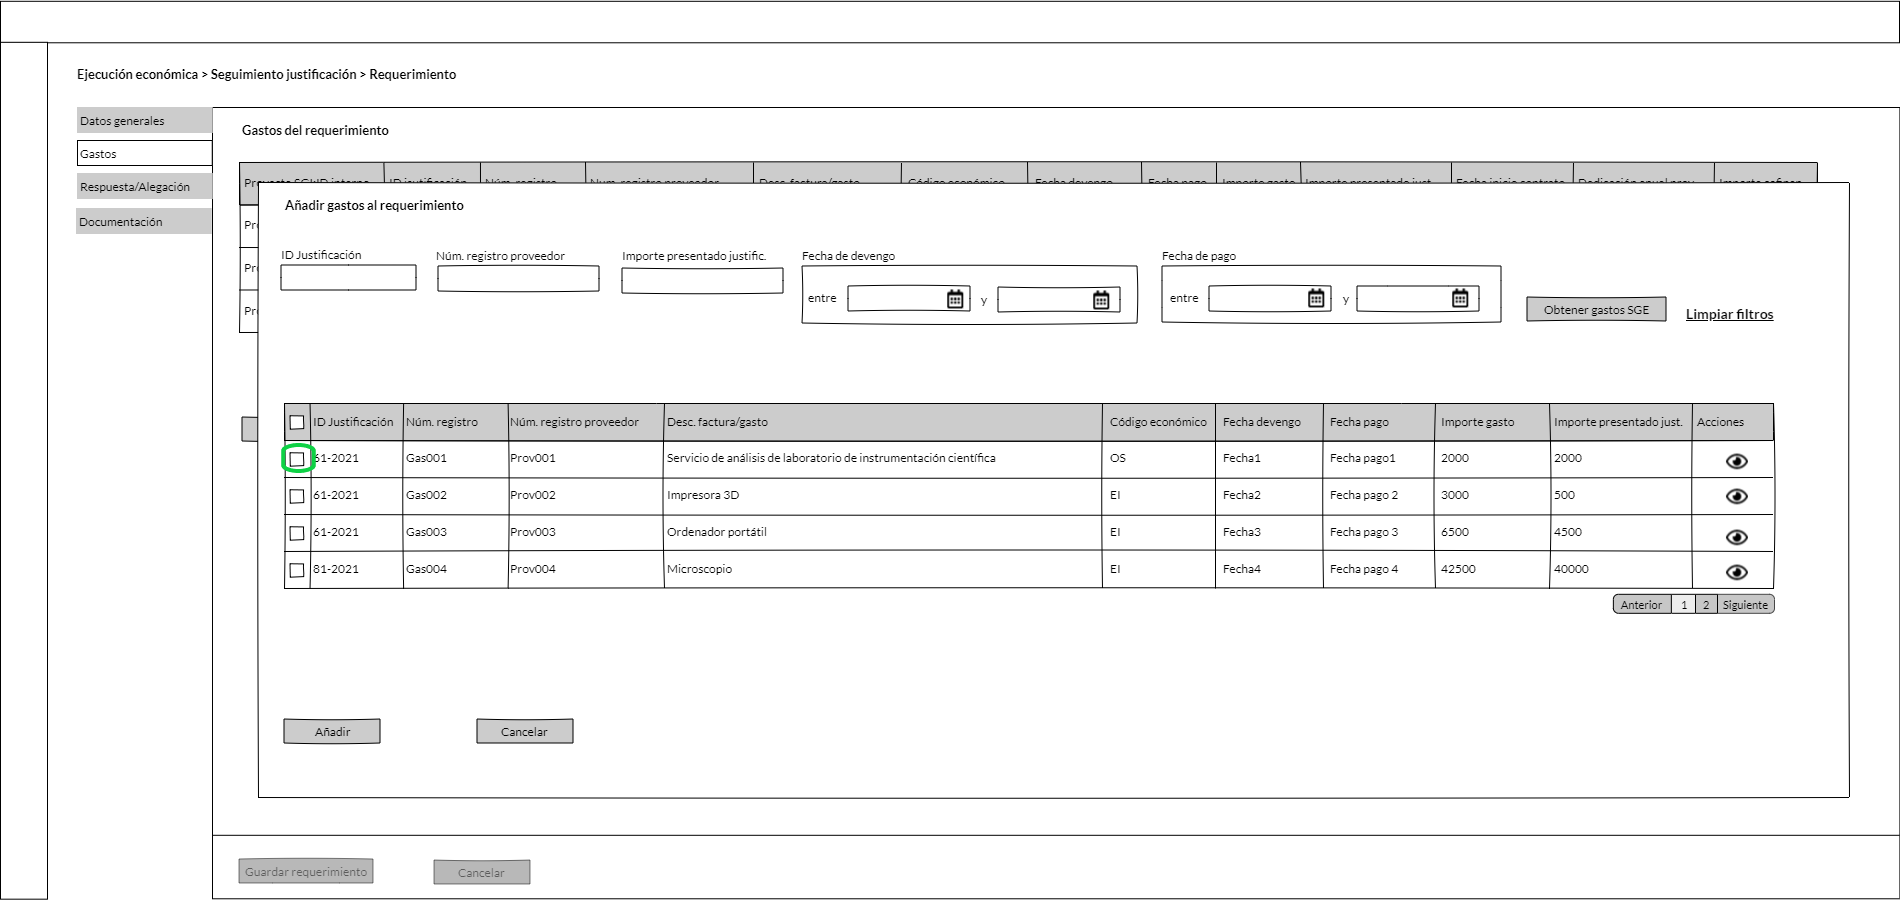 Ejecución económica > Seguimiento justificación > Requerimiento
Datos generales
Gastos
Respuesta/Alegación
Documentación
Gastos del requerimiento
Añadir gastos al requerimiento
ID Justificación
Núm. registro proveedor
Importe presentado justific.
Fecha de devengo
Fecha de pago
entre y
entre y
Obtener gastos SGE
Limpiar filtros
ID Justificación Núm. registro Núm. registro proveedor Desc. factura/gasto Código económico Fecha devengo Fecha pago Importe gasto Importe presentado just. Acciones
61-2021 Gas001 Prov001 Servicio de análisis de laboratorio de instrumentación científica OS Fecha1 Fecha pago1 2000 2000
61-2021 Gas002 Prov002 Impresora 3D EI Fecha2 Fecha pago 2 3000 500
61-2021 Gas003 Prov003 Ordenador portátil EI Fecha3 Fecha pago 3 6500 4500
81-2021 Gas004 Prov004 Microscopio EI Fecha4 Fecha pago 4 42500 40000
Anterior 1 2 Siguiente
Añadir
Cancelar
Guardar requerimiento
Cancelar